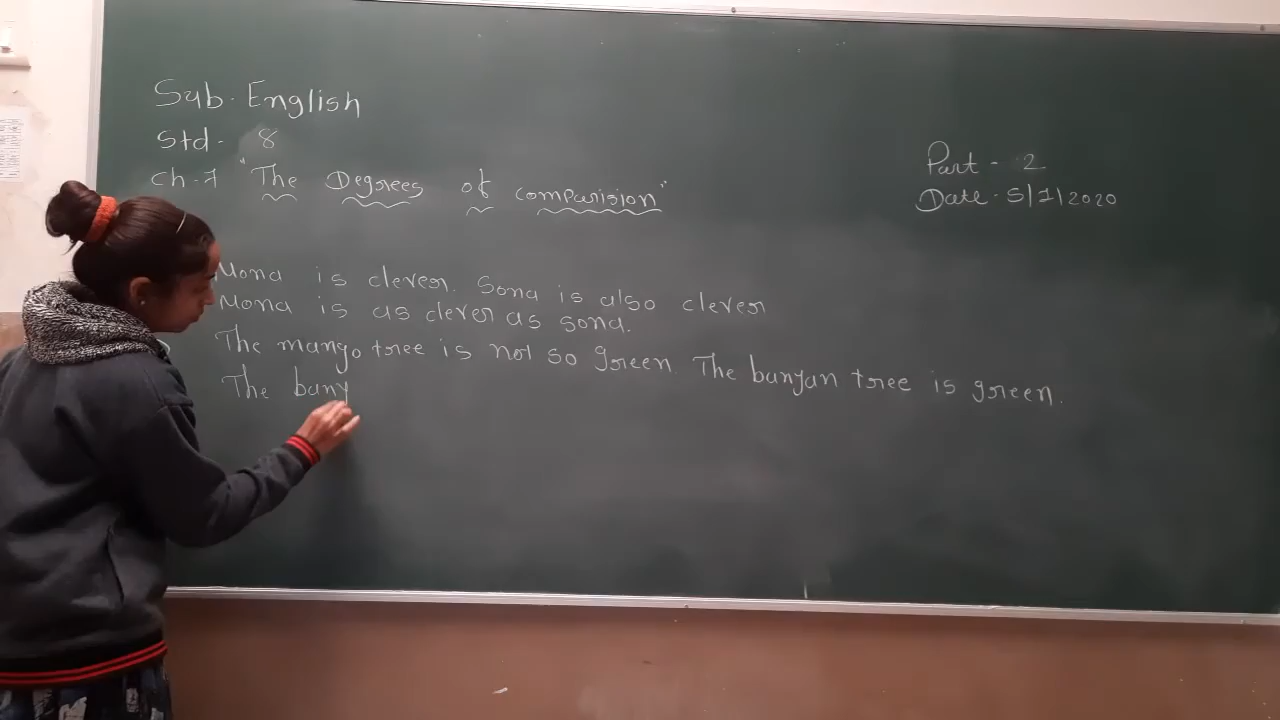 Sub. English
Std - 8
Ch-7 "The Degrees of Comparision"
Part - 2
Date - 5/1/2020
Mona is clever. Sona is also clever
Mona is as clever as sona.
The mango tree is not so green. The banyan tree is green.
The bany